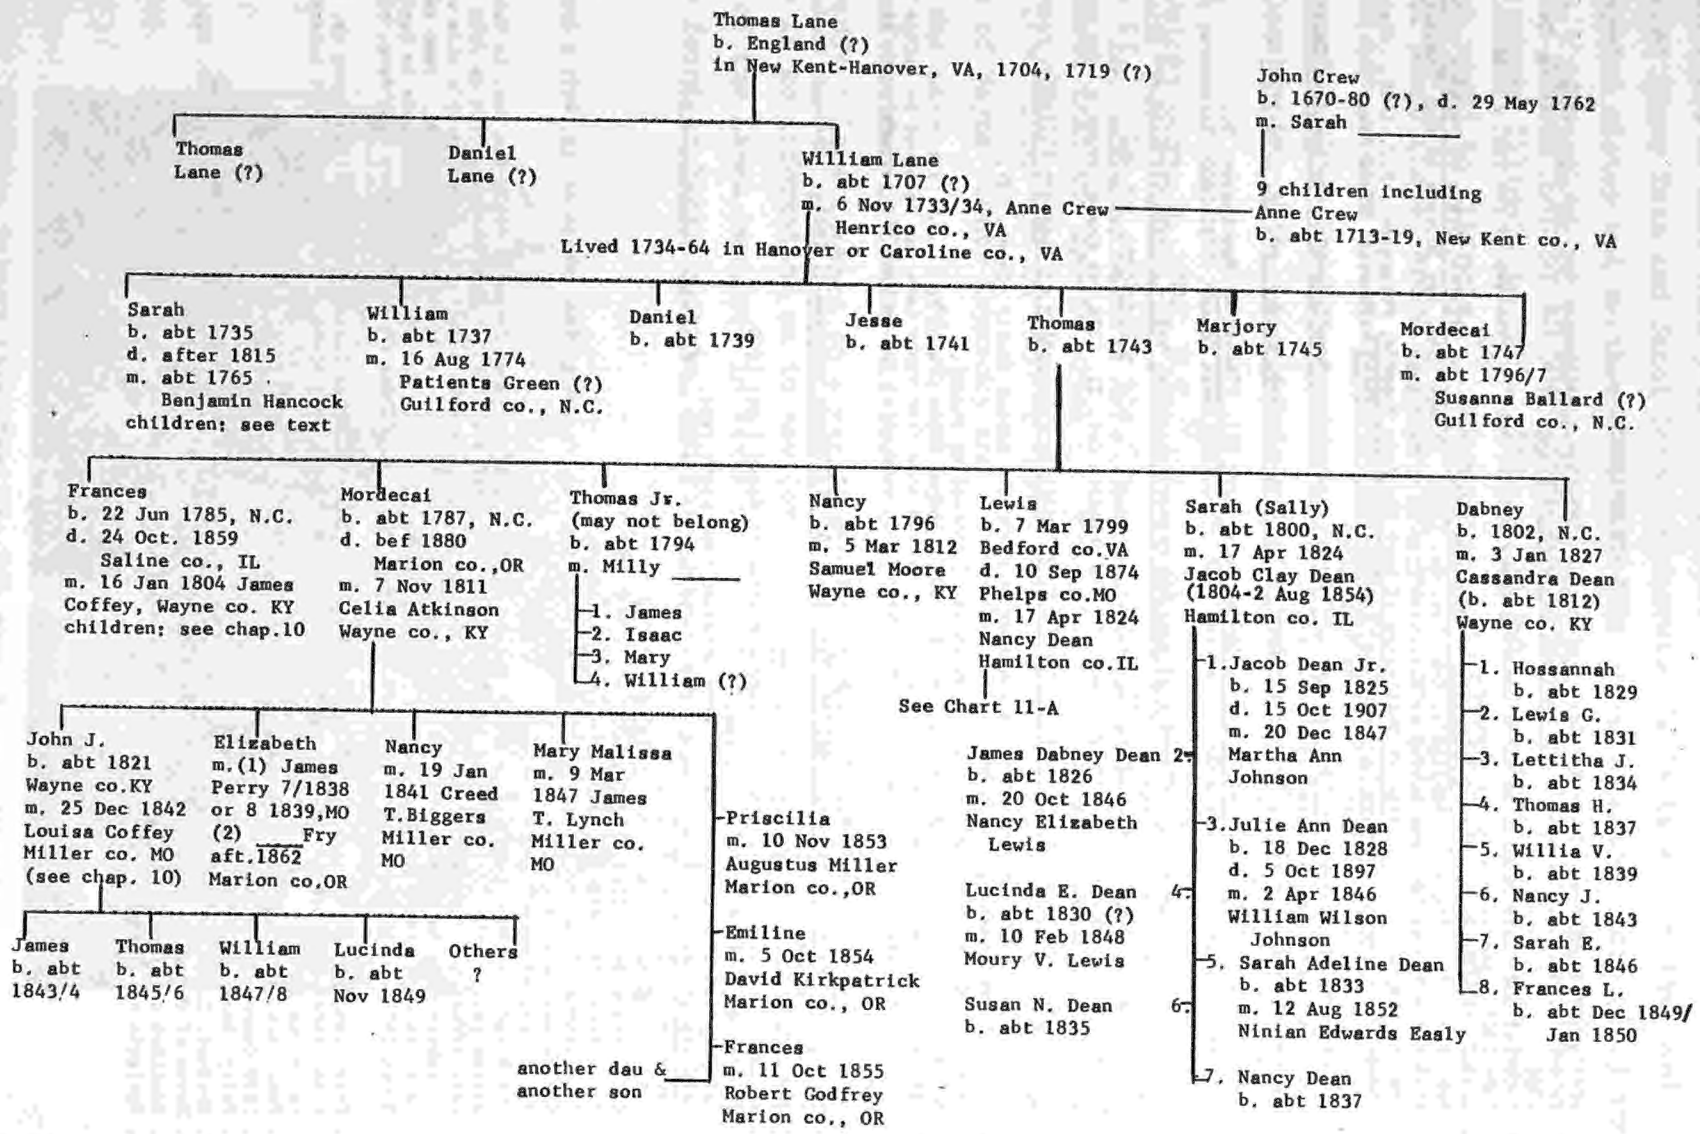 Thomas Lane
b. England (?)
in New Kent-Hanover, VA, 1704, 1719 (?)
John Crew
b. 1670-80 (?), d. 29 May 1762
m. Sarah ________
Thomas
Lane (?)
Daniel
Lane (?)
William Lane
b. abt 1707 (?)
m. 6 Nov 1733/34, Anne Crew
Henrico co., VA
Lived 1734-64 in Hanover or Caroline co., VA
9 children including
Anne Crew
b. abt 1713-19, New Kent co., VA
Sarah
b. abt 1735
d. after 1815
m. abt 1765
Benjamin Hancock
children: see text
William
b. abt 1737
m. 16 Aug 1774
Patients Green (?)
Guilford co., N.C.
Daniel
b. abt 1739
Jesse
b. abt 1741
Thomas
b. abt 1743
Marjory
b. abt 1745
Mordecai
b. abt 1747
m. abt 1796/7
Susanna Ballard (?)
Guilford co., N.C.
Frances
b. 22 Jun 1785, N.C.
d. 24 Oct. 1859
Saline co., IL
m. 16 Jan 1804 James
Coffey, Wayne co. KY
children: see chap.10
Mordecai
b. abt 1787, N.C.
d. bef 1880
Marion co.,OR
m. 7 Nov 1811
Celia Atkinson
Wayne co., KY
Thomas Jr.
(may not belong)
b. abt 1794
m. Milly ______
1. James
2. Isaac
3. Mary
4. William (?)
Nancy
b. abt 1796
m. 5 Mar 1812
Samuel Moore
Wayne co., KY
Lewis
b. 7 Mar 1799
Bedford co.VA
d. 10 Sep 1874
Phelps co.MO
m. 17 Apr 1824
Nancy Dean
Hamilton co.IL
See Chart 11-A
Sarah (Sally)
b. abt 1800, N.C.
m. 17 Apr 1824
Jacob Clay Dean
(1804-2 Aug 1854)
Hamilton co. IL
1.Jacob Dean Jr.
b. 15 Sep 1825
d. 15 Oct 1907
m. 20 Dec 1847
Martha Ann
Johnson
James Dabney Dean 2
b. abt 1826
m. 20 Oct 1846
Nancy Elizabeth
Lewis
3.Julie Ann Dean
b. 18 Dec 1828
d. 5 Oct 1897
m. 2 Apr 1846
William Wilson
Johnson
Lucinda E. Dean 4
b. abt 1830 (?)
m. 10 Feb 1848
Moury V. Lewis
5. Sarah Adeline Dean
b. abt 1833
m. 12 Aug 1852
Ninian Edwards Easly
Susan N. Dean 6
b. abt 1835
7. Nancy Dean
b. abt 1837
Dabney
b. 1802, N.C.
m. 3 Jan 1827
Cassandra Dean
(b. abt 1812)
Wayne co. KY
1. Hossannah
b. abt 1829
2. Lewis G.
b. abt 1831
3. Lettitha J.
b. abt 1834
4. Thomas H.
b. abt 1837
5. Willia V.
b. abt 1839
6. Nancy J.
b. abt 1843
7. Sarah E.
b. abt 1846
8. Frances L.
b. abt Dec 1849/
Jan 1850
John J.
b. abt 1821
Wayne co.KY
m. 25 Dec 1842
Louisa Coffey
Miller co. MO
(see chap. 10)
Elizabeth
m.(1) James
Perry 7/1838
or 8 1839,MO
(2) ____Fry
aft.1862
Marion co.OR
Nancy
m. 19 Jan
1841 Creed
T.Biggers
Miller co.
MO
Mary Malissa
m. 9 Mar
1847 James
T. Lynch
Miller co.
MO
Priscilia
m. 10 Nov 1853
Augustus Miller
Marion co.,OR
Emiline
m. 5 Oct 1854
David Kirkpatrick
Marion co., OR
Frances
m. 11 Oct 1855
Robert Godfrey
Marion co., OR
another dau &
another son
James
b. abt
1843/4
Thomas
b. abt
1845/6
William
b. abt
1847/8
Lucinda
b. abt
Nov 1849
Others
?